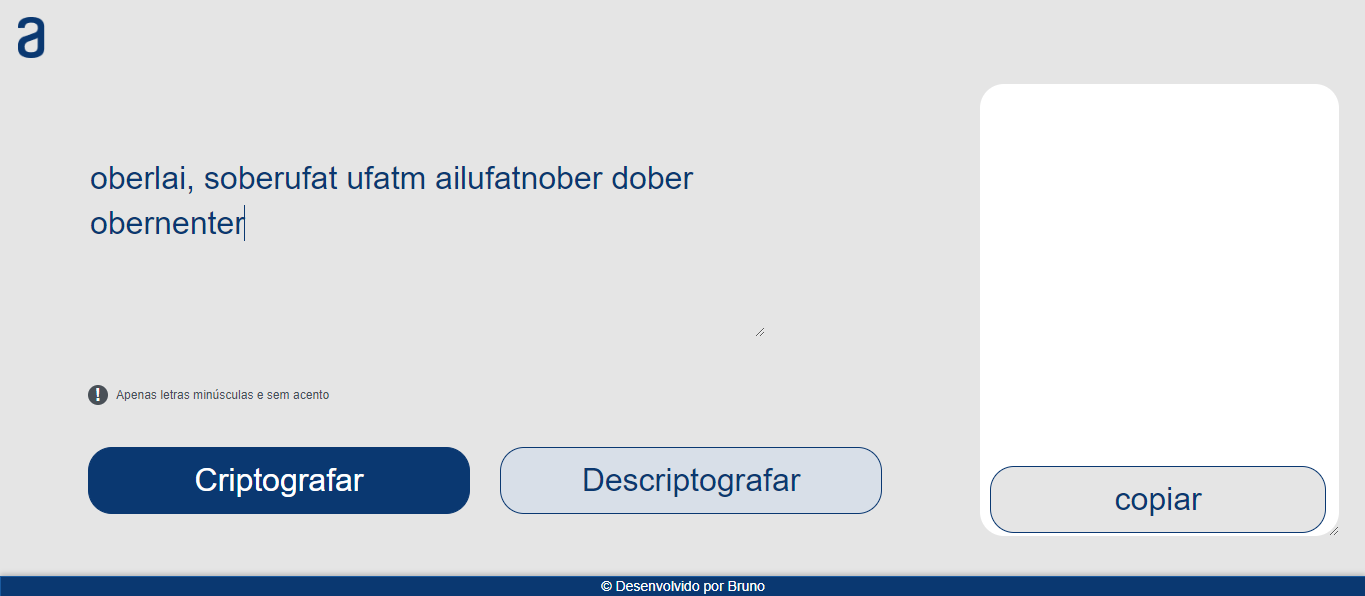 a
oberlai, soberufat ufatm ailufatnober dober
obernenter
Apenas letras minúsculas e sem acento
Criptografar
Descriptografar
copiar
© Desenvolvido por Bruno